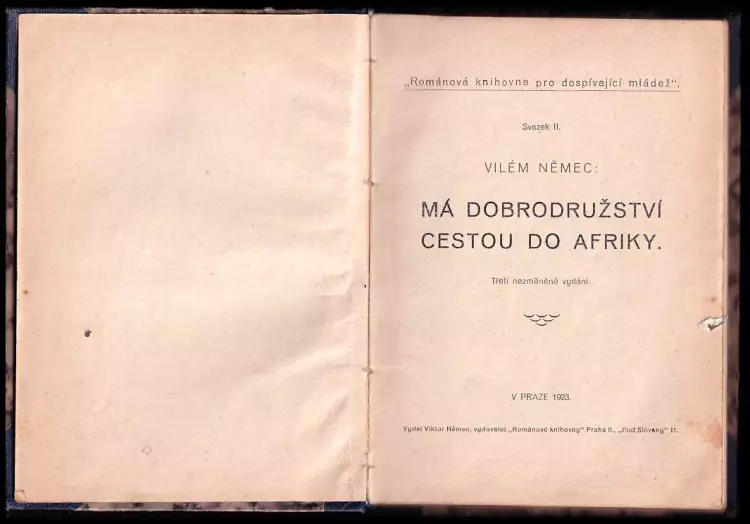 „Románová knihovna pro dospívající mládež“.
Svazek II.
VILÉM NĚMEC:
MÁ DOBRODRUŽSTVÍ
CESTOU DO AFRIKY.
Třetí nezměněné vydání.
V PRAZE 1923.
Vydal Viktor Němec, vydavatel „Románové knihovny“ Praha II., „Pod Slovany“ 11.